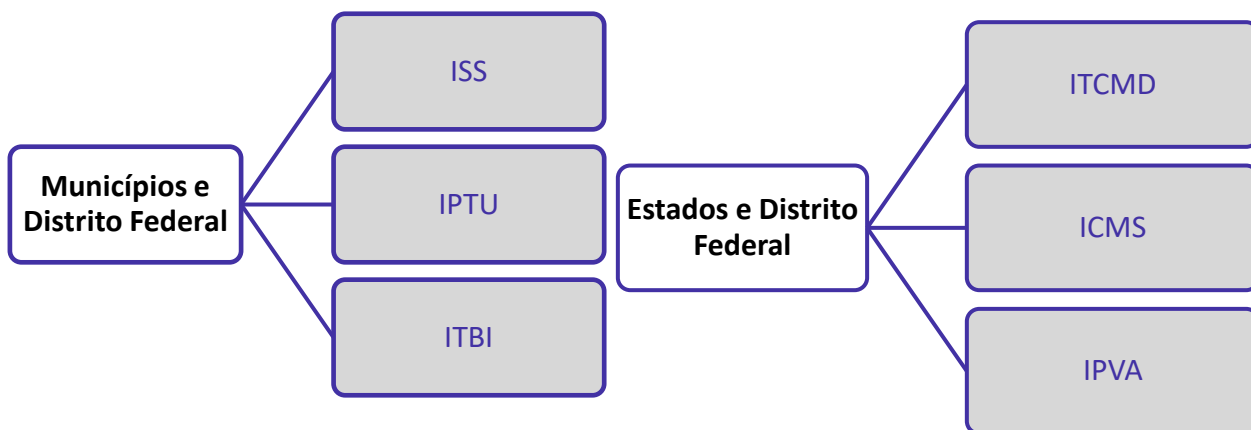 Municípios e
Distrito Federal
ISS
IPTU
ITBI
Estados e Distrito
Federal
ITCMD
ICMS
IPVA